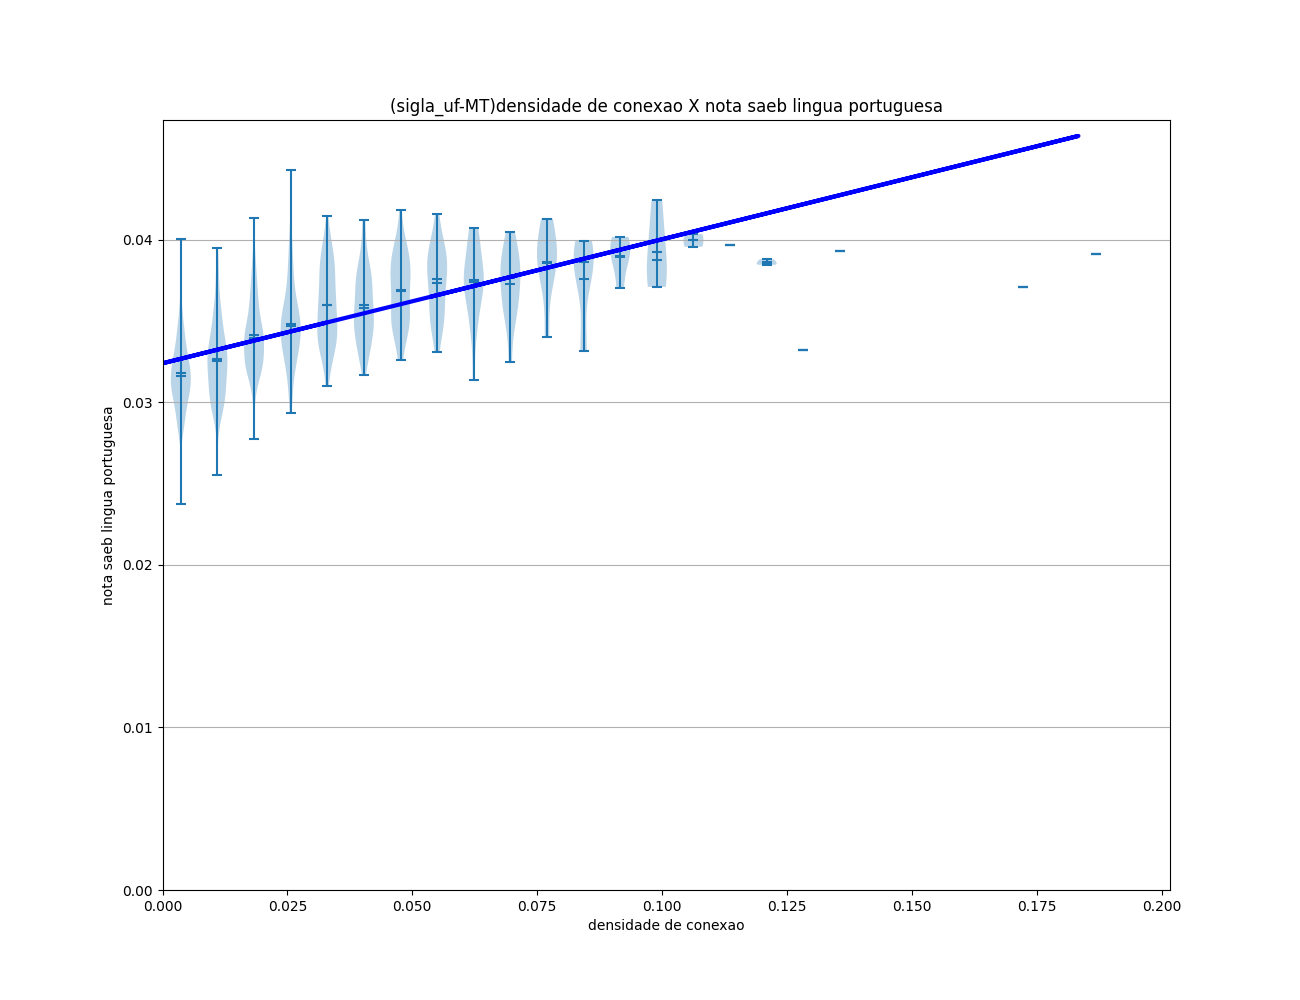 (sigla_uf-MT)densidade de conexao X nota saeb lingua portuguesa
nota saeb lingua portuguesa
0.04
0.03
0.02
0.01
0.00
0.000 0.025 0.050 0.075 0.100 0.125 0.150 0.175 0.200
densidade de conexao